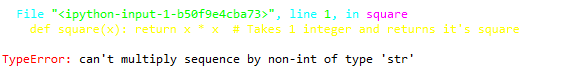 File "<ipython-input-1-b50f9e4cba73>", line 1, in square
def square(x): return x * x  # Takes 1 integer and returns it's square
TypeError: can't multiply sequence by non-int of type 'str'